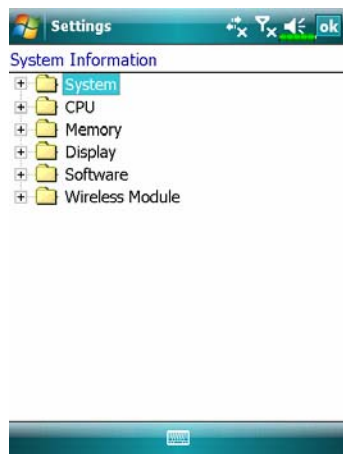 Settings
ok
System Information
System
CPU
Memory
Display
Software
Wireless Module